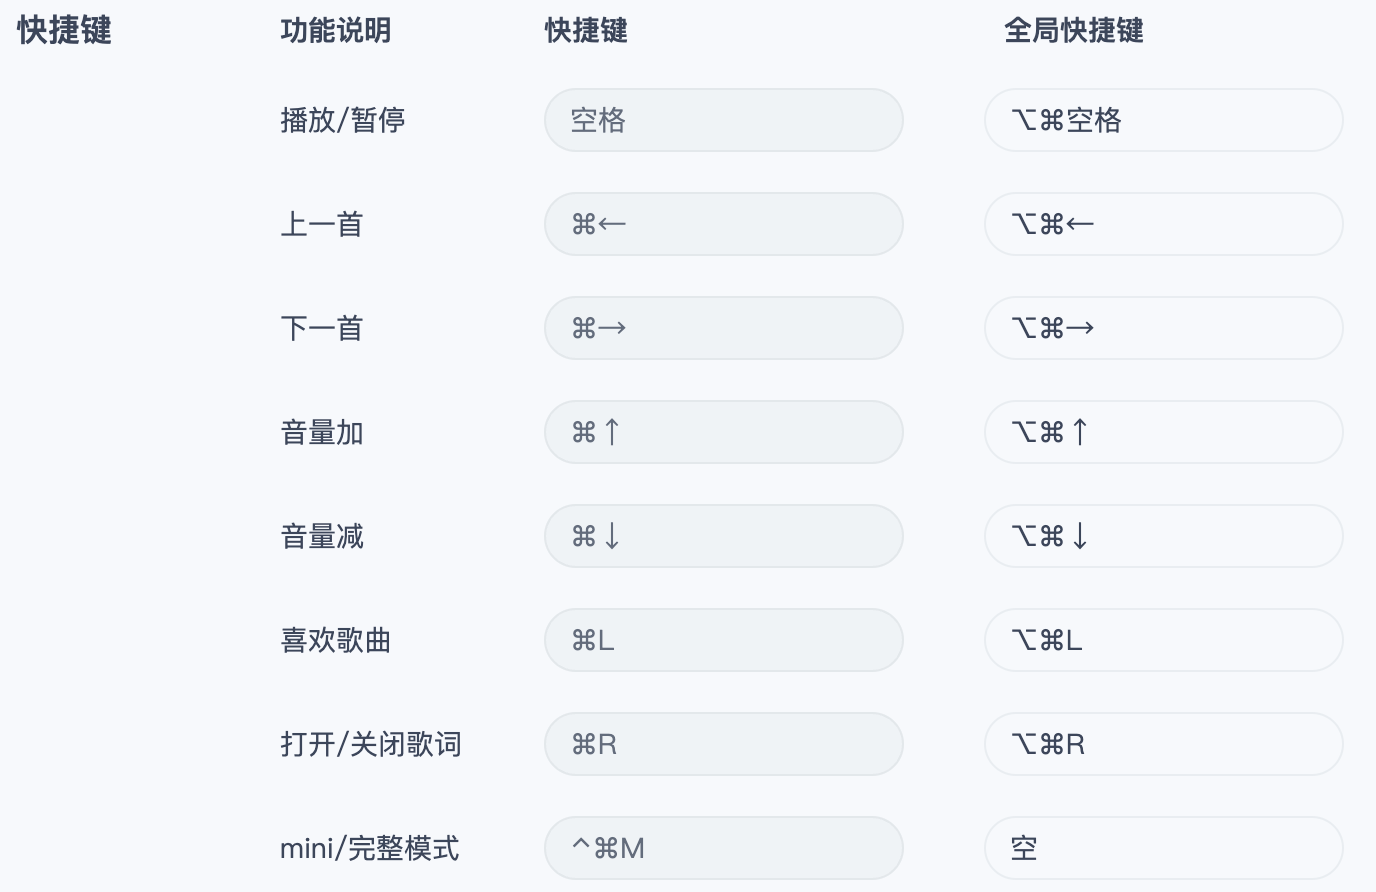 快捷键 功能说明 快捷键 全局快捷键
播放/暂停 空格 ⌥⌘空格
上一首 ⌘← ⌥⌘←
下一首 ⌘→ ⌥⌘→
音量加 ⌘↑ ⌥⌘↑
音量减 ⌘↓ ⌥⌘↓
喜欢歌曲 ⌘L ⌥⌘L
打开/关闭歌词 ⌘R ⌥⌘R
mini/完整模式 ^⌘M 空